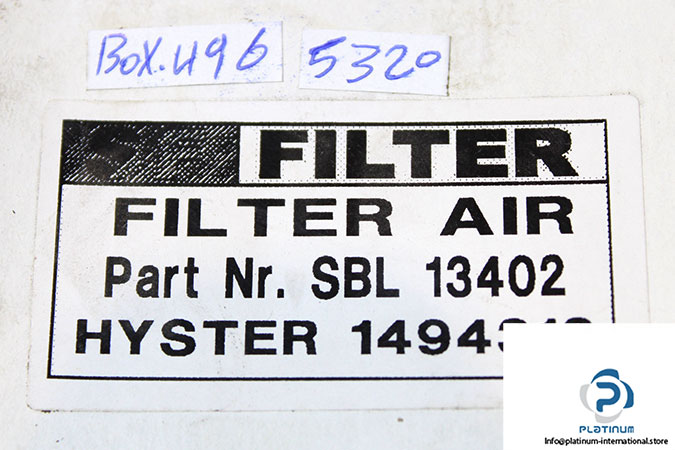 BOX.496 5320
FILTER
FILTER AIR
Part Nr. SBL 13402
HYSTER
PLATINUM
Info@platinum-international.store